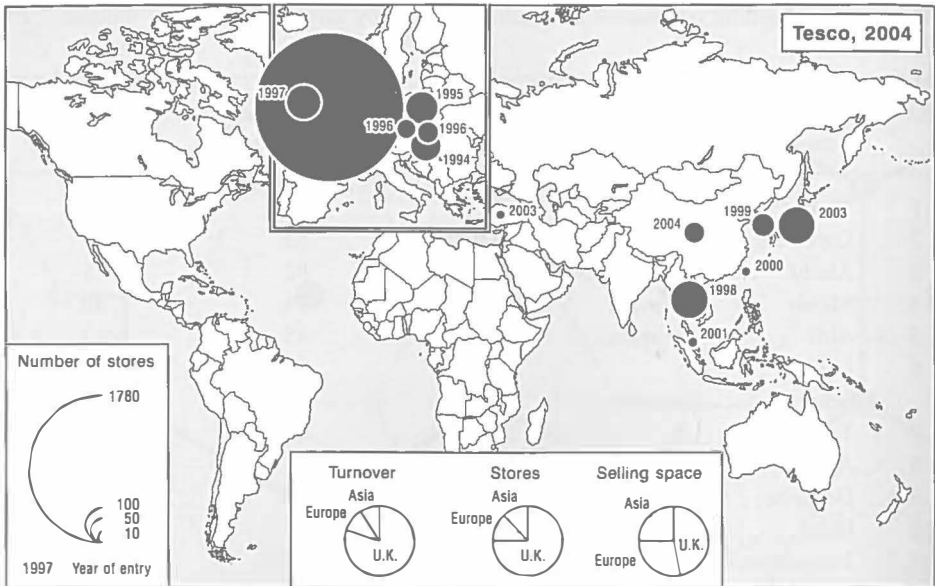 Tesco, 2004
1997
1995
1996
1996
1994
2003
2004
1999
2003
2000
1998
2001
Number of stores
1780
100
50
10
1997 Year of entry
Turnover
Asia
Europe
U.K.
Stores
Asia
Europe
U.K.
Selling space
Asia
Europe
U.K.